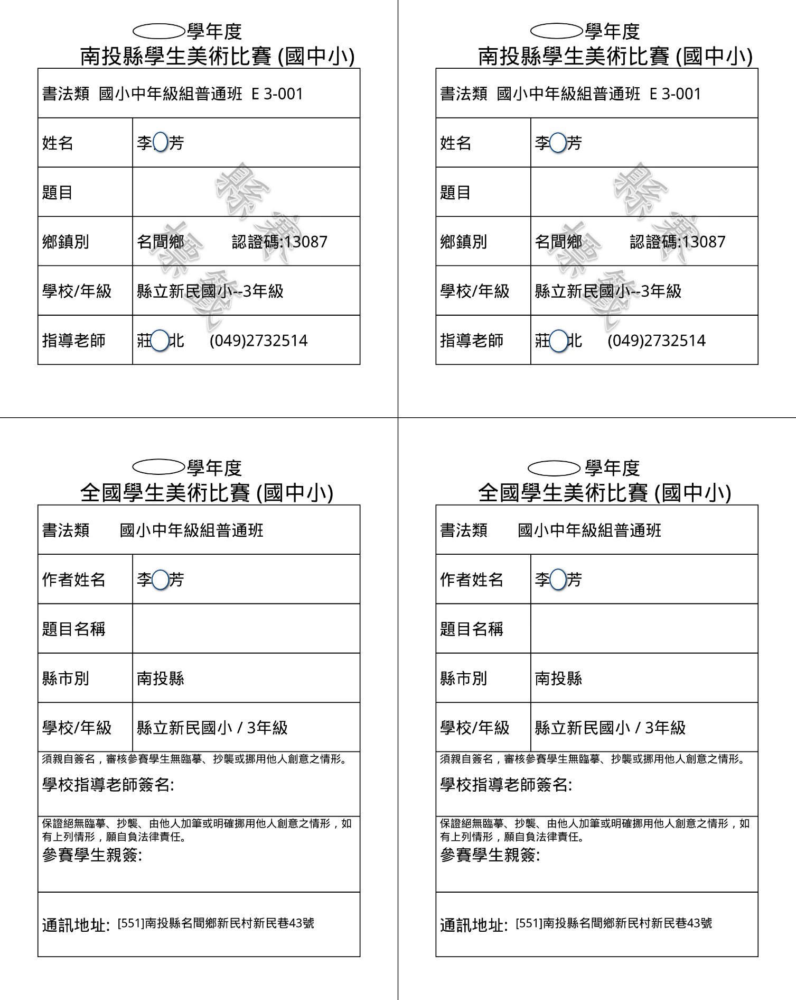 學年度
南投縣學生美術比賽 (國中小)
書法類 國小中年級組普通班 E 3-001
姓名 李 芳
題目
鄉鎮別 名間鄉 認證碼:13087
學校/年級 縣立新民國小--3年級
指導老師 莊 北 (049)2732514
縣賽標籤
學年度
南投縣學生美術比賽 (國中小)
書法類 國小中年級組普通班 E 3-001
姓名 李 芳
題目
鄉鎮別 名間鄉 認證碼:13087
學校/年級 縣立新民國小--3年級
指導老師 莊 北 (049)2732514
縣賽標籤
學年度
全國學生美術比賽 (國中小)
書法類 國小中年級組普通班
作者姓名 李 芳
題目名稱
縣市別 南投縣
學校/年級 縣立新民國小 / 3年級
須親自簽名，審核參賽學生無臨摹、抄襲或挪用他人創意之情形。
學校指導老師簽名:
保證絕無臨摹、抄襲、由他人加筆或明確挪用他人創意之情形，如
有上列情形，願自負法律責任。
參賽學生親簽:
通訊地址: [551]南投縣名間鄉新民村新民巷43號
學年度
全國學生美術比賽 (國中小)
書法類 國小中年級組普通班
作者姓名 李 芳
題目名稱
縣市別 南投縣
學校/年級 縣立新民國小 / 3年級
須親自簽名，審核參賽學生無臨摹、抄襲或挪用他人創意之情形。
學校指導老師簽名:
保證絕無臨摹、抄襲、由他人加筆或明確挪用他人創意之情形，如
有上列情形，願自負法律責任。
參賽學生親簽:
通訊地址: [551]南投縣名間鄉新民村新民巷43號